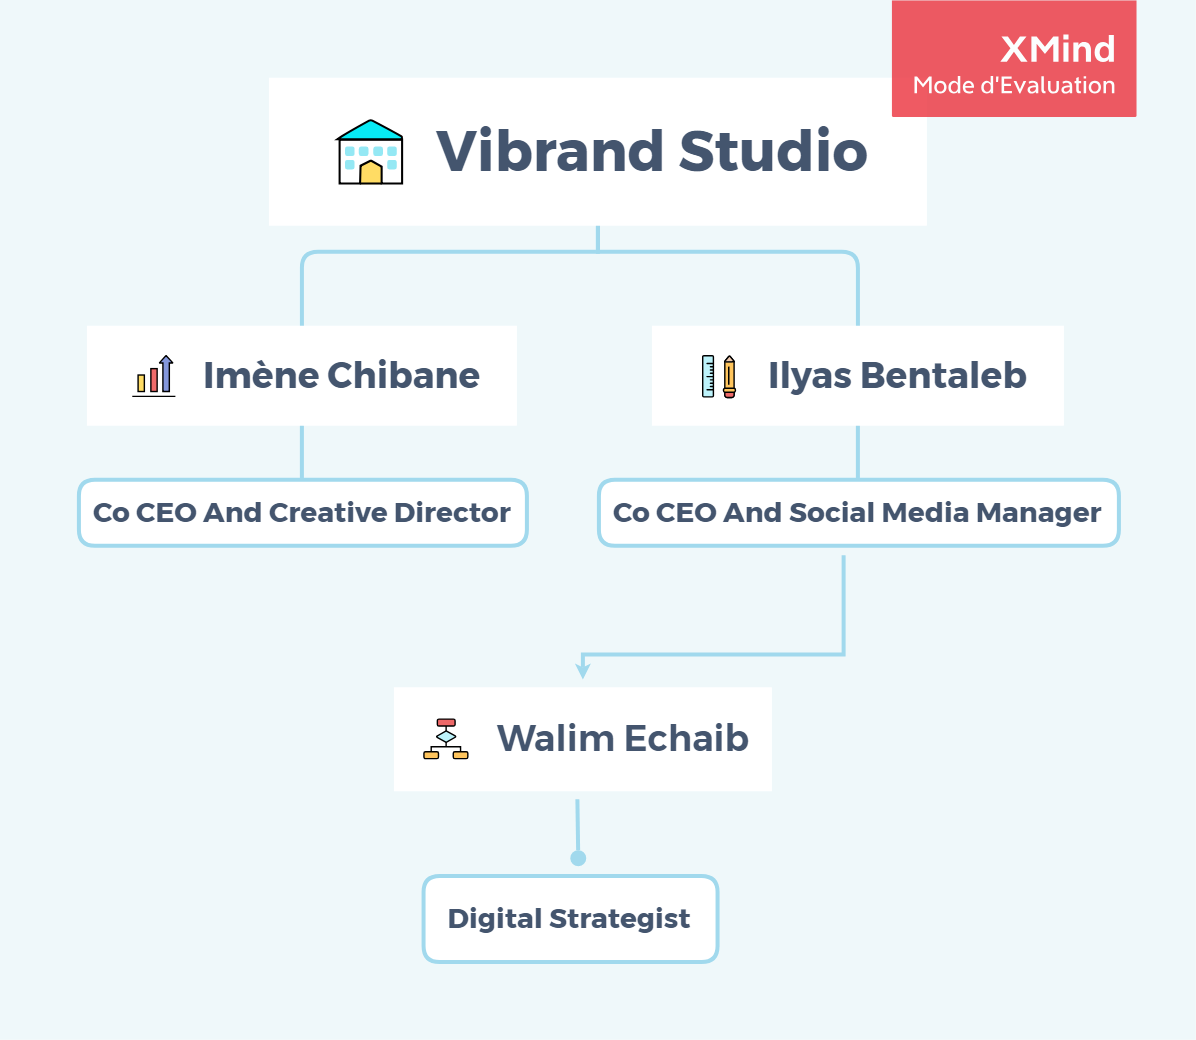 XMind
Mode d'Evaluation
Vibrand Studio
Imène Chibane
Ilyas Bentaleb
Co CEO And Creative Director
Co CEO And Social Media Manager
Walim Echaib
Digital Strategist